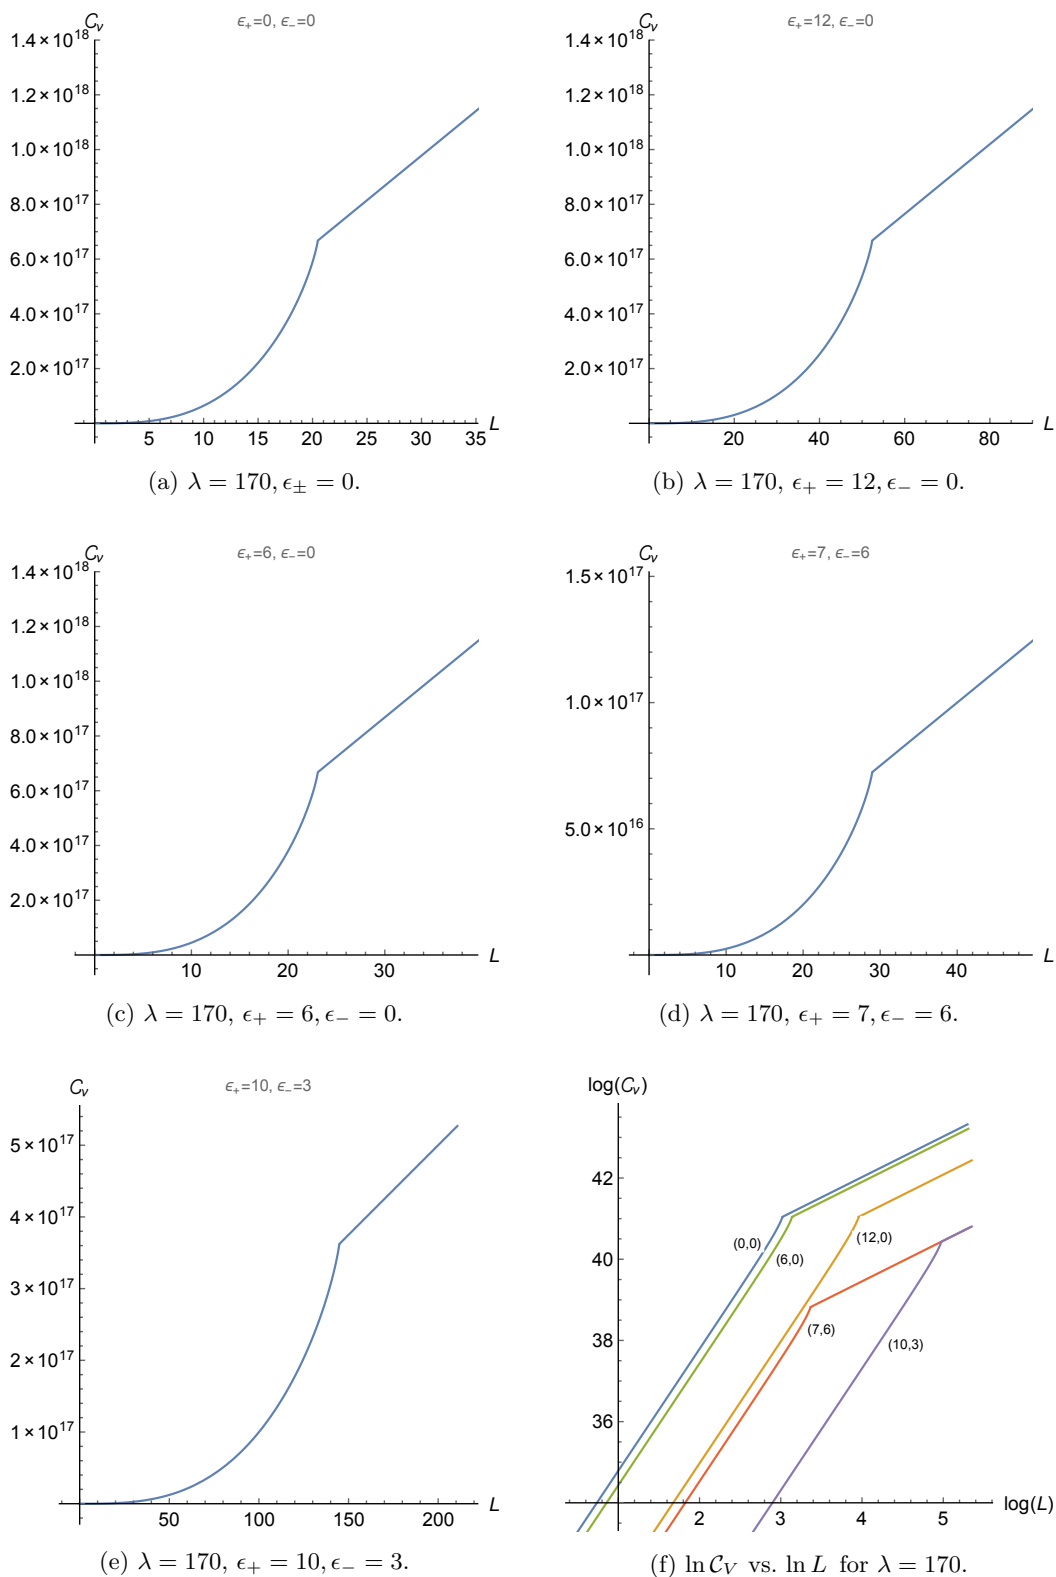 C_v
ϵ₊=0, ϵ₋=0
1.4×10^18
1.2×10^18
1.0×10^18
8.0×10^17
6.0×10^17
4.0×10^17
2.0×10^17
5 10 15 20 25 30 35 L
(a) λ = 170, ϵ± = 0.
C_v
ϵ₊=12, ϵ₋=0
1.4×10^18
1.2×10^18
1.0×10^18
8.0×10^17
6.0×10^17
4.0×10^17
2.0×10^17
20 40 60 80 L
(b) λ = 170, ϵ₊ = 12, ϵ₋ = 0.
C_v
ϵ₊=6, ϵ₋=0
1.4×10^18
1.2×10^18
1.0×10^18
8.0×10^17
6.0×10^17
4.0×10^17
2.0×10^17
10 20 30 L
(c) λ = 170, ϵ₊ = 6, ϵ₋ = 0.
C_v
ϵ₊=7, ϵ₋=6
1.5×10^17
1.0×10^17
5.0×10^16
10 20 30 40 L
(d) λ = 170, ϵ₊ = 7, ϵ₋ = 6.
C_v
ϵ₊=10, ϵ₋=3
5×10^17
4×10^17
3×10^17
2×10^17
1×10^17
50 100 150 200 L
(e) λ = 170, ϵ₊ = 10, ϵ₋ = 3.
log(C_v)
42
40
38
36
(0,0)
(6,0)
(12,0)
(7,6)
(10,3)
2 3 4 5 log(L)
(f) ln C_V vs. ln L for λ = 170.